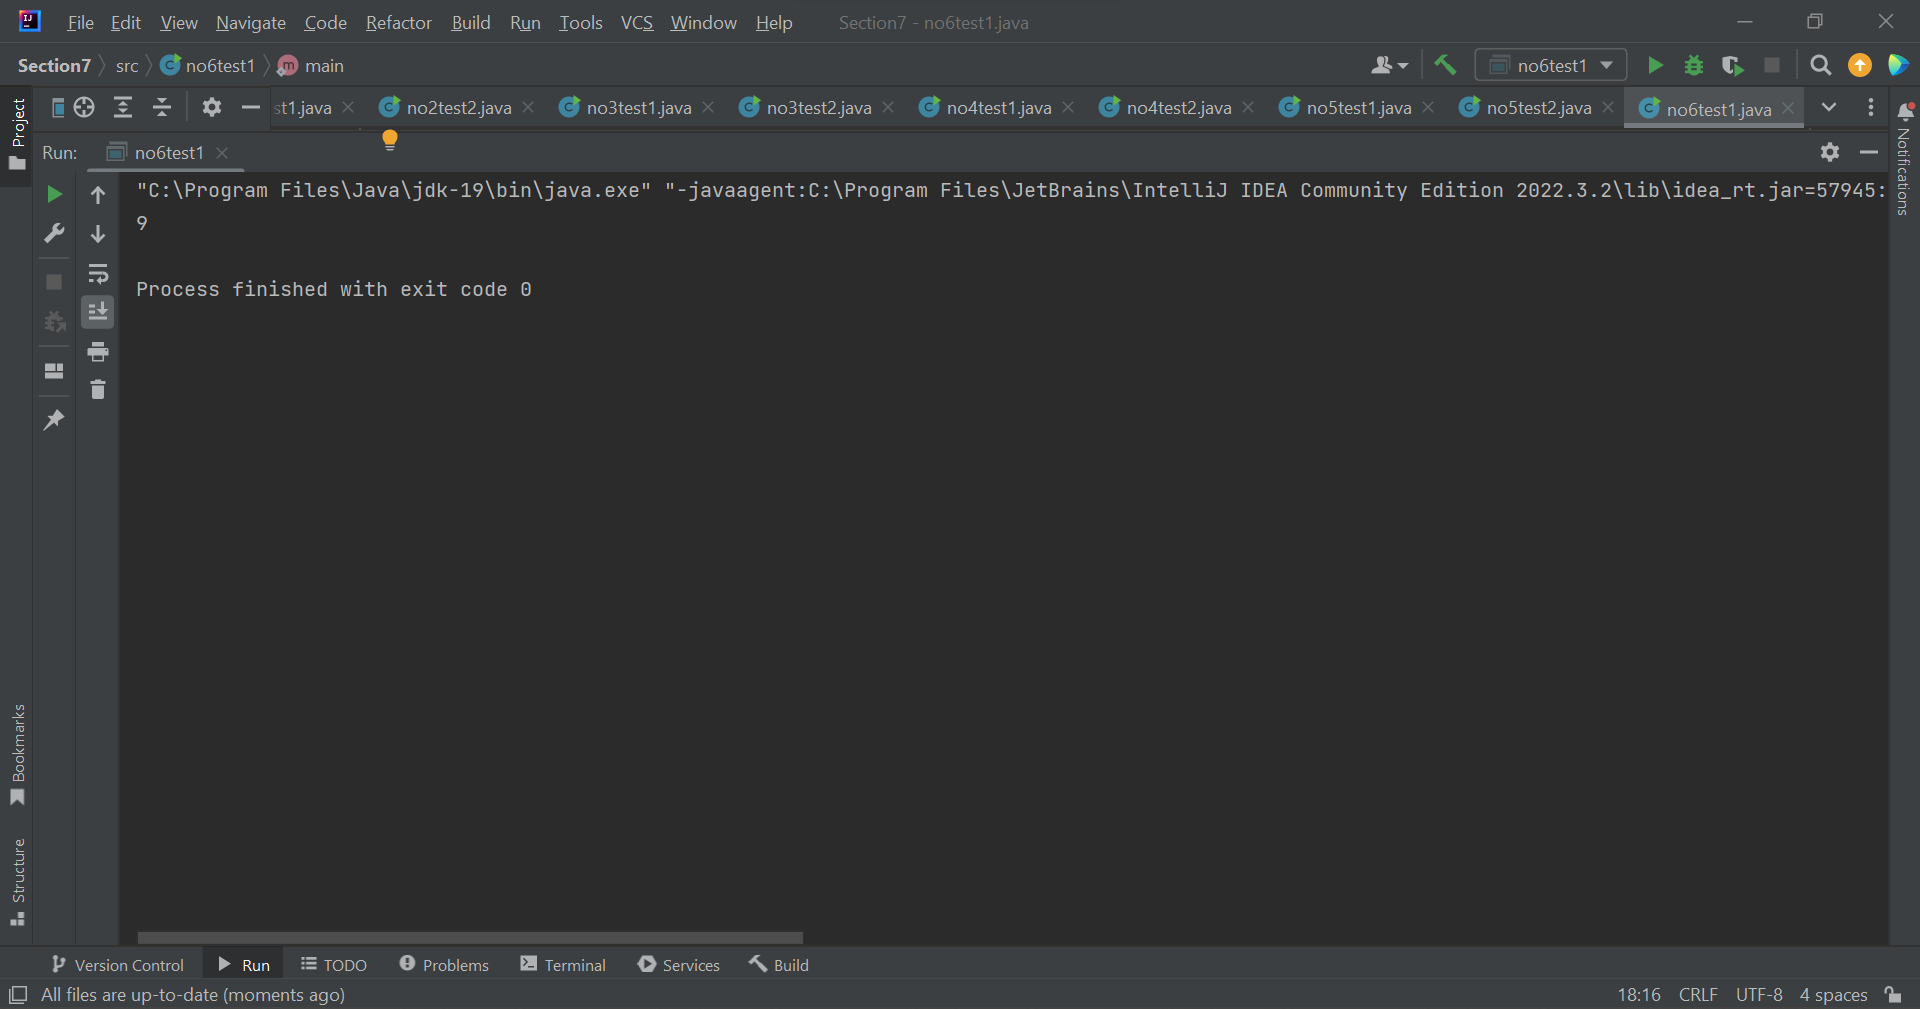 File Edit View Navigate Code Refactor Build Run Tools VCS Window Help Section7 - no6test1.java
Section7 src no6test1 main no6test1
st1.java no2test2.java no3test1.java no3test2.java no4test1.java no4test2.java no5test1.java no5test2.java no6test1.java
Project
Run: no6test1
Notifications
"C:\Program Files\Java\jdk-19\bin\java.exe" "-javaagent:C:\Program Files\JetBrains\IntelliJ IDEA Community Edition 2022.3.2\lib\idea_rt.jar=57945:
9
Process finished with exit code 0
Bookmarks
Structure
Version Control Run TODO Problems Terminal Services Build
All files are up-to-date (moments ago) 18:16 CRLF UTF-8 4 spaces